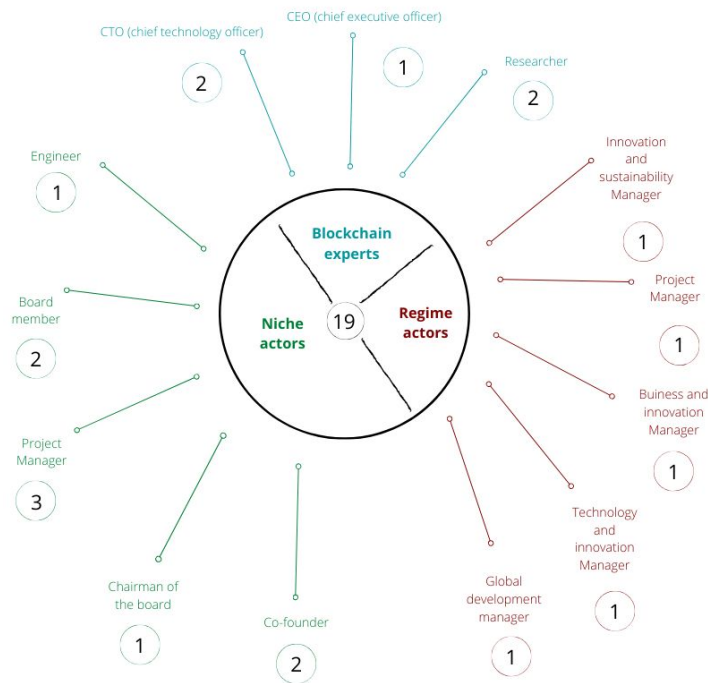 CEO (chief executive officer)
1
CTO (chief technology officer)
2
Researcher
2
Engineer
1
Board
member
2
Project
Manager
3
Chairman of
the board
1
Co-founder
2
Innovation
and
sustainability
Manager
1
Project
Manager
1
Buiness and
innovation
Manager
1
Technology
and
innovation
Manager
1
Global
development
manager
1
Blockchain
experts
Niche
actors
19
Regime
actors